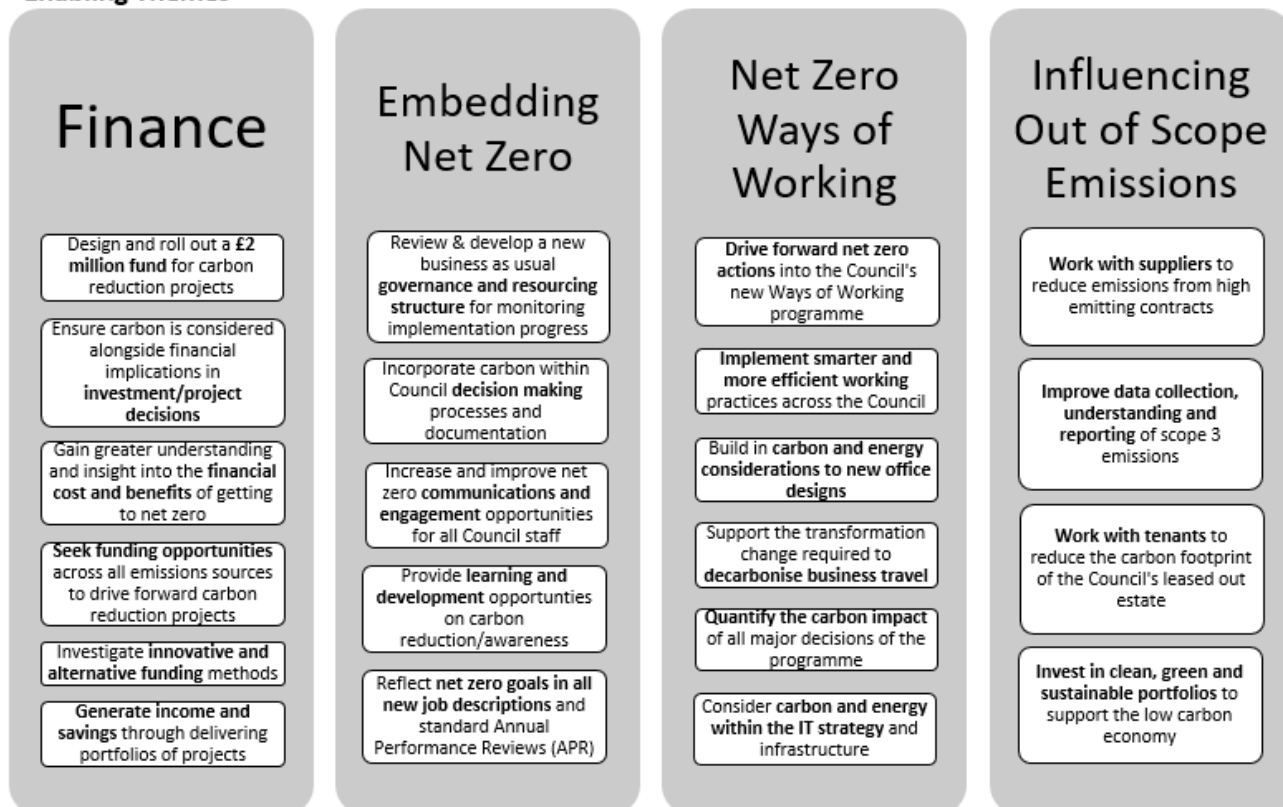 Enabling Themes
Finance
Design and roll out a £2
million fund for carbon
reduction projects
Ensure carbon is considered
alongside financial
implications in
investment/project
decisions
Gain greater understanding
and insight into the financial
cost and benefits of getting
to net zero
Seek funding opportunities
across all emissions sources
to drive forward carbon
reduction projects
Investigate innovative and
alternative funding methods
Generate income and
savings through delivering
portfolios of projects
Embedding
Net Zero
Review & develop a new
business as usual
governance and resourcing
structure for monitoring
implementation progress
Incorporate carbon within
Council decision making
processes and
documentation
Increase and improve net
zero communications and
engagement opportunities
for all Council staff
Provide learning and
development opportunties
on carbon
reduction/awareness
Reflect net zero goals in all
new job descriptions and
standard Annual
Performance Reviews (APR)
Net Zero
Ways of
Working
Drive forward net zero
actions into the Council's
new Ways of Working
programme
Implement smarter and
more efficient working
practices across the Council
Build in carbon and energy
considerations to new office
designs
Support the transformation
change required to
decarbonise business travel
Quantify the carbon impact
of all major decisions of the
programme
Consider carbon and energy
within the IT strategy and
infrastructure
Influencing
Out of Scope
Emissions
Work with suppliers to
reduce emissions from high
emitting contracts
Improve data collection,
understanding and
reporting of scope 3
emissions
Work with tenants to
reduce the carbon footprint
of the Council's leased out
estate
Invest in clean, green and
sustainable portfolios to
support the low carbon
economy